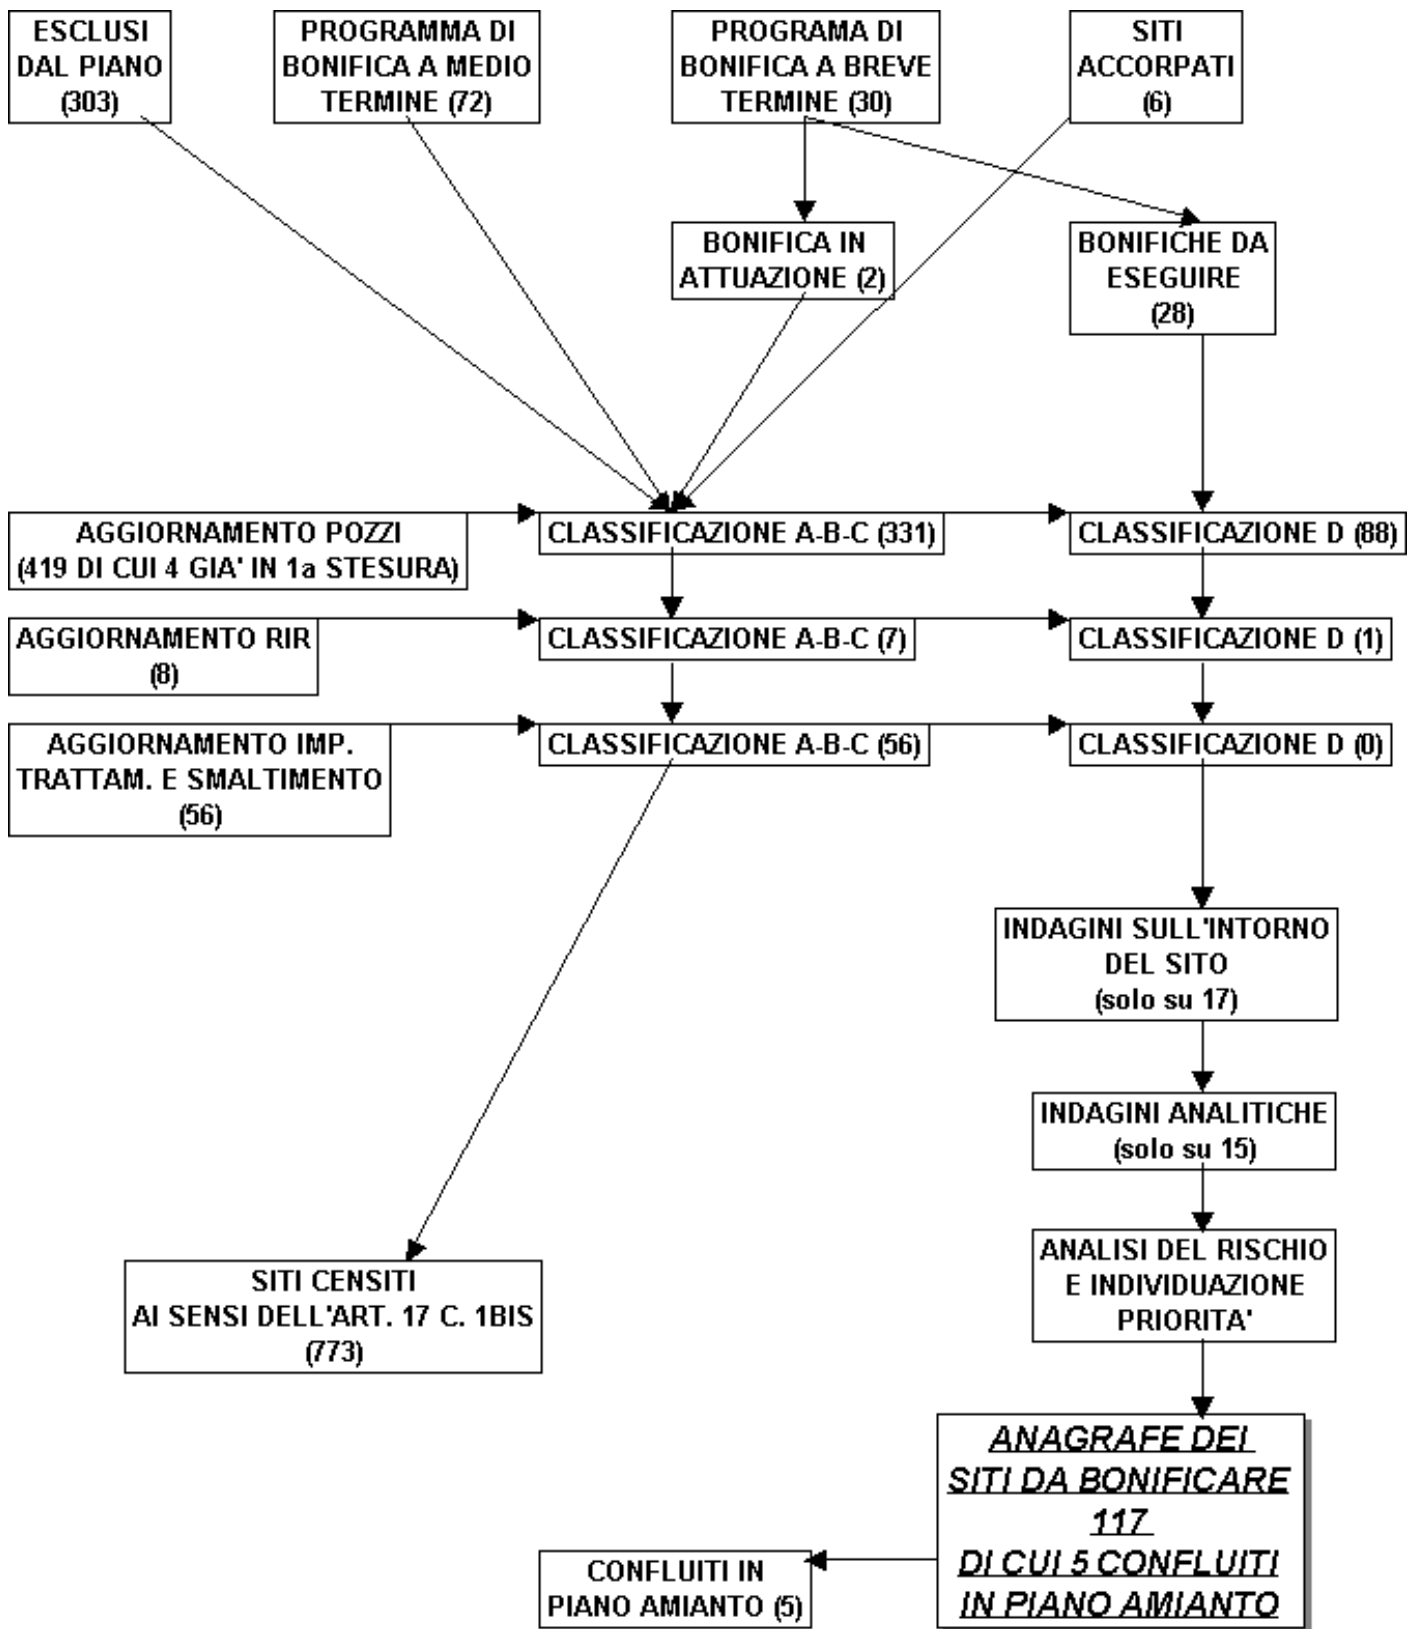 ESCLUSI
DAL PIANO
(303)
PROGRAMMA DI
BONIFICA A MEDIO
TERMINE (72)
PROGRAMMA DI
BONIFICA A BREVE
TERMINE (30)
SITI
ACCORPATI
(6)
BONIFICA IN
ATTUAZIONE (2)
BONIFICHE DA
ESEGUIRE
(28)
AGGIORNAMENTO POZZI
(419 DI CUI 4 GIA' IN 1a STESURA)
CLASSIFICAZIONE A-B-C (331)
CLASSIFICAZIONE D (88)
AGGIORNAMENTO RIR
(8)
CLASSIFICAZIONE A-B-C (7)
CLASSIFICAZIONE D (1)
AGGIORNAMENTO IMP.
TRATTAM. E SMALTIMENTO
(56)
CLASSIFICAZIONE A-B-C (56)
CLASSIFICAZIONE D (0)
INDAGINI SULL'INTORNO
DEL SITO
(solo su 17)
INDAGINI ANALITICHE
(solo su 15)
ANALISI DEL RISCHIO
E INDIVIDUAZIONE
PRIORITA'
SITI CENSITI
AI SENSI DELL'ART. 17 C. 1BIS
(773)
ANAGRAFE DEI
SITI DA BONIFICARE
117
DI CUI 5 CONFLUITI
IN PIANO AMIANTO
CONFLUITI IN
PIANO AMIANTO (5)